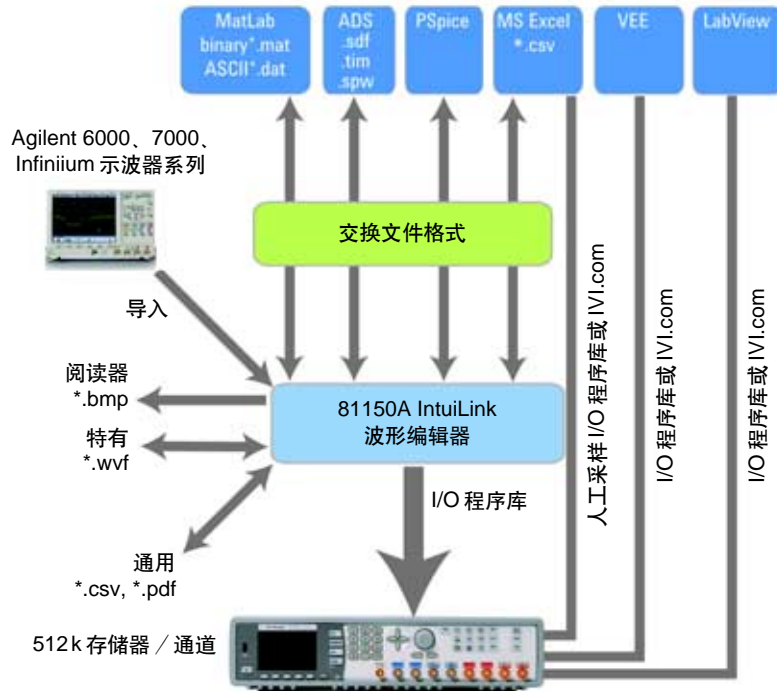 MatLab
binary*.mat
ASCII*.dat
ADS
.sdf
.tim
.spw
PSpice
MS Excel
*.csv
VEE
LabView
Agilent 6000、7000、
Infiniium 示波器系列
交换文件格式
导入
阅读器
*.bmp
特有
*.wvf
通用
*.csv, *.pdf
81150A IntuiLink
波形编辑器
I/O 程序库
人工采样 I/O 程序库或 IVI.com
I/O 程序库或 IVI.com
I/O 程序库或 IVI.com
512k 存储器／通道